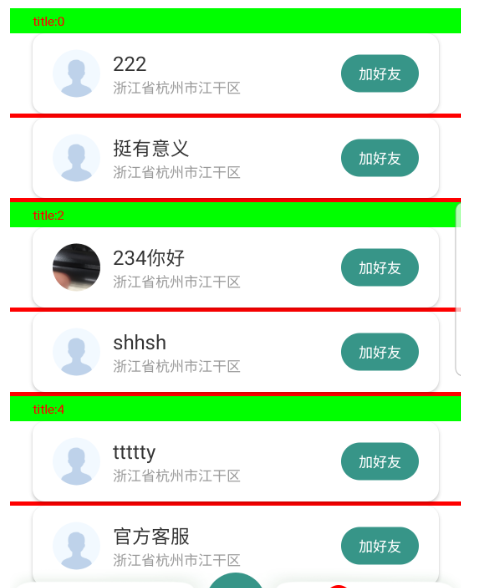 title:0
222
浙江省杭州市江干区
加好友
挺有意义
浙江省杭州市江干区
加好友
title:2
234你好
浙江省杭州市江干区
加好友
shhsh
浙江省杭州市江干区
加好友
title:4
ttttty
浙江省杭州市江干区
加好友
官方客服
浙江省杭州市江干区
加好友